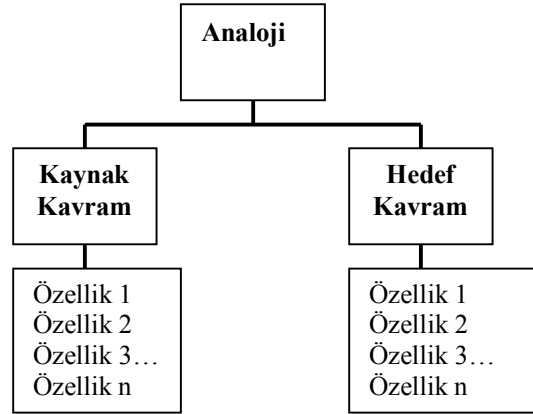 Analoji
Kaynak
Kavram
Özellik 1
Özellik 2
Özellik 3…
Özellik n
Hedef
Kavram
Özellik 1
Özellik 2
Özellik 3…
Özellik n